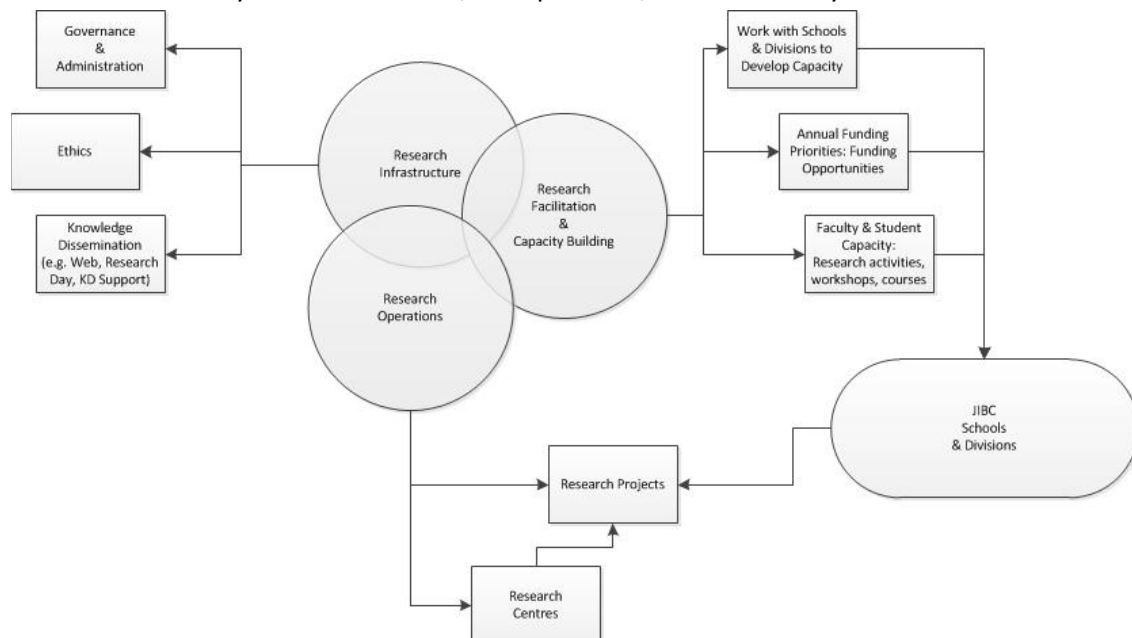 Governance
&
Administration
Ethics
Knowledge
Dissemination
(e.g. Web, Research
Day, KD Support)
Research
Infrastructure
Research
Facilitation
&
Capacity Building
Research
Operations
Work with Schools
& Divisions to
Develop Capacity
Annual Funding
Priorities: Funding
Opportunities
Faculty & Student
Capacity:
Research activities,
workshops, courses
JIBC
Schools
& Divisions
Research Projects
Research
Centres